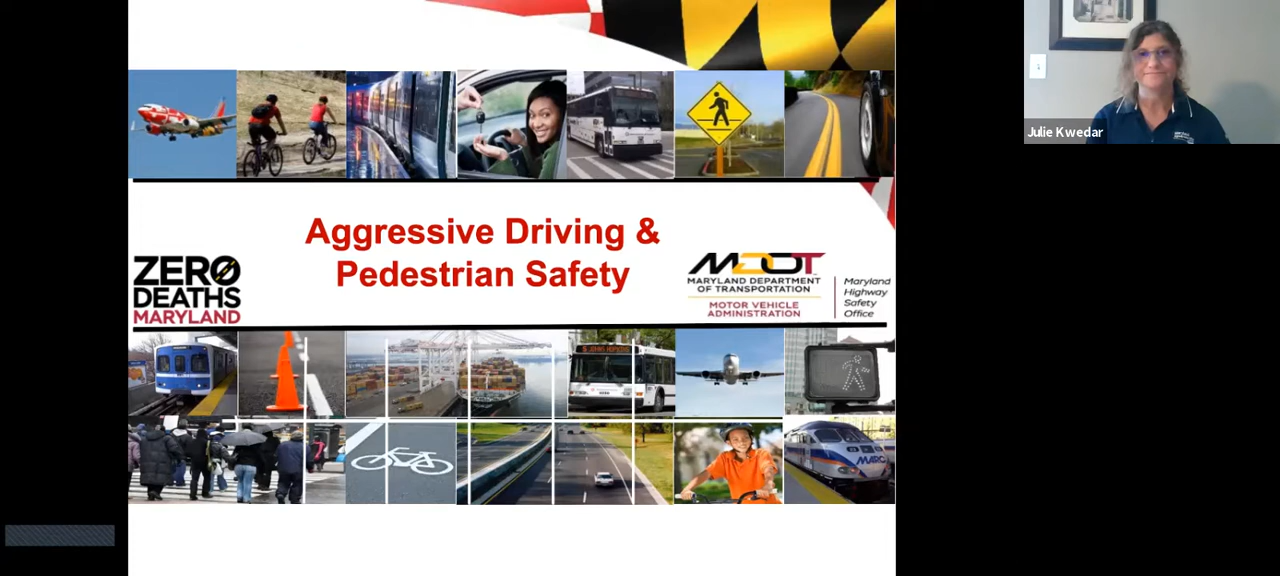 Julie Kwedar
Aggressive Driving &
Pedestrian Safety
ZERO
DEATHS
MARYLAND
MDOT
MARYLAND DEPARTMENT
OF TRANSPORTATION
MOTOR VEHICLE
ADMINISTRATION
Maryland
Highway
Safety
Office
MARC